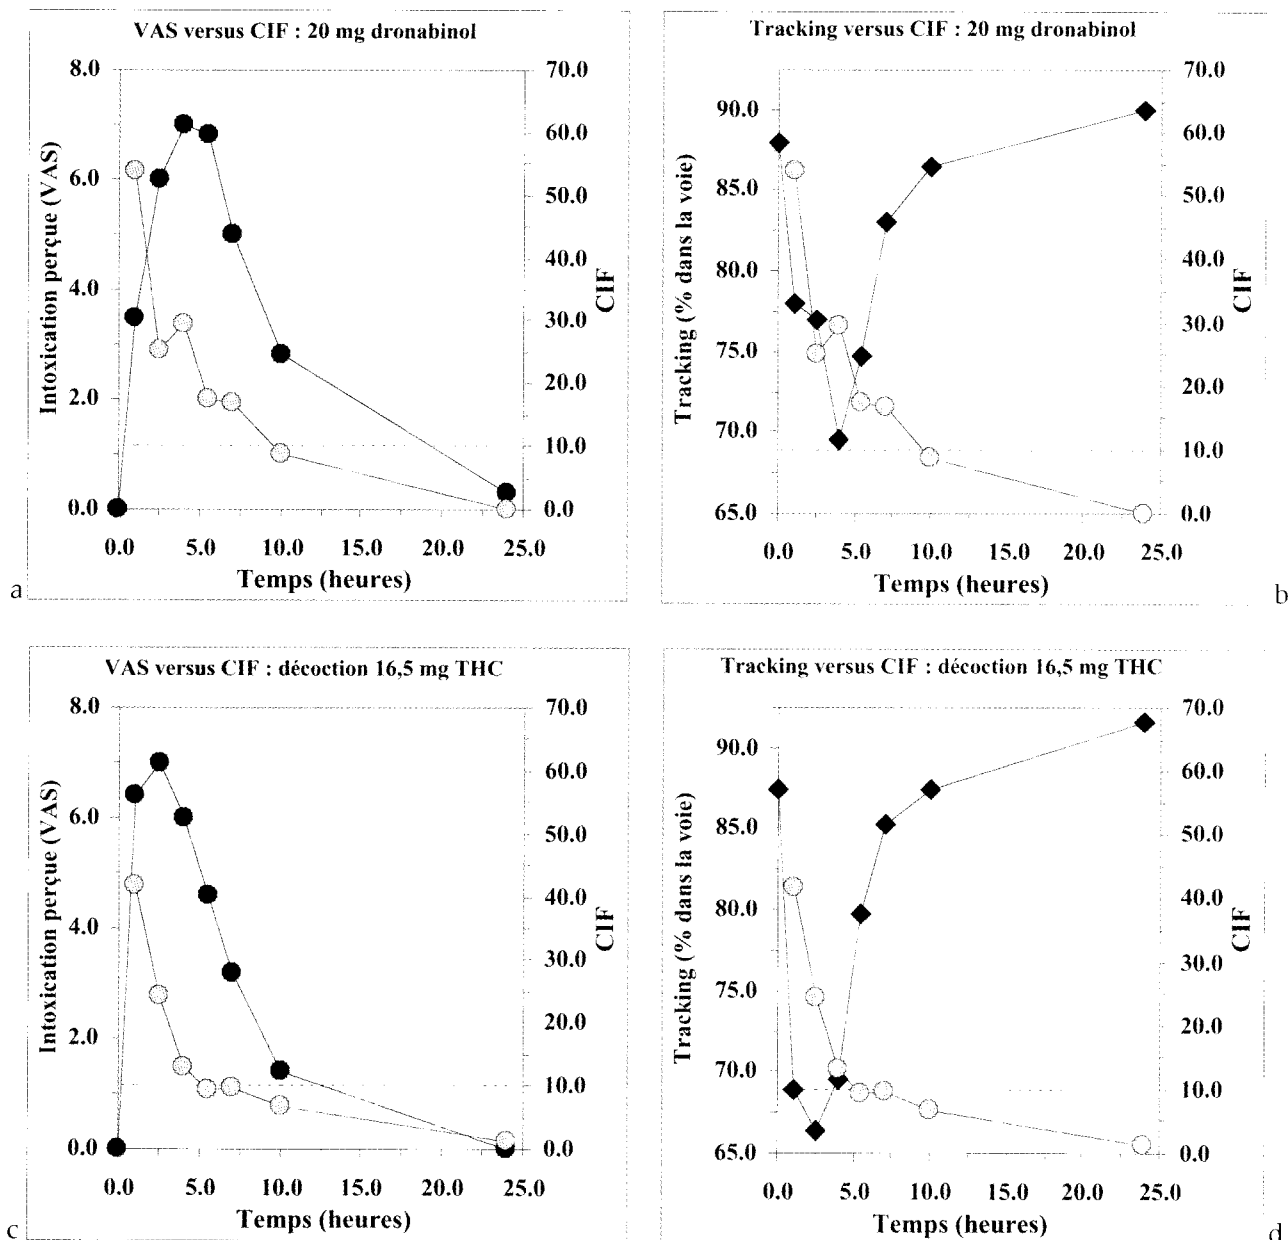 VAS versus CIF : 20 mg dronabinol
8.0
6.0
4.0
2.0
0.0
Intoxication perçue (VAS)
70.0
60.0
50.0
40.0
30.0
20.0
10.0
0.0
CIF
0.0 5.0 10.0 15.0 20.0 25.0
Temps (heures)
a
Tracking versus CIF : 20 mg dronabinol
90.0
85.0
80.0
75.0
70.0
65.0
Tracking (% dans la voie)
70.0
60.0
50.0
40.0
30.0
20.0
10.0
0.0
CIF
0.0 5.0 10.0 15.0 20.0 25.0
Temps (heures)
b
VAS versus CIF : décoction 16,5 mg THC
8.0
6.0
4.0
2.0
0.0
Intoxication perçue (VAS)
70.0
60.0
50.0
40.0
30.0
20.0
10.0
0.0
CIF
0.0 5.0 10.0 15.0 20.0 25.0
Temps (heures)
c
Tracking versus CIF : décoction 16,5 mg THC
90.0
85.0
80.0
75.0
70.0
65.0
Tracking (% dans la voie)
70.0
60.0
50.0
40.0
30.0
20.0
10.0
0.0
CIF
0.0 5.0 10.0 15.0 20.0 25.0
Temps (heures)
d